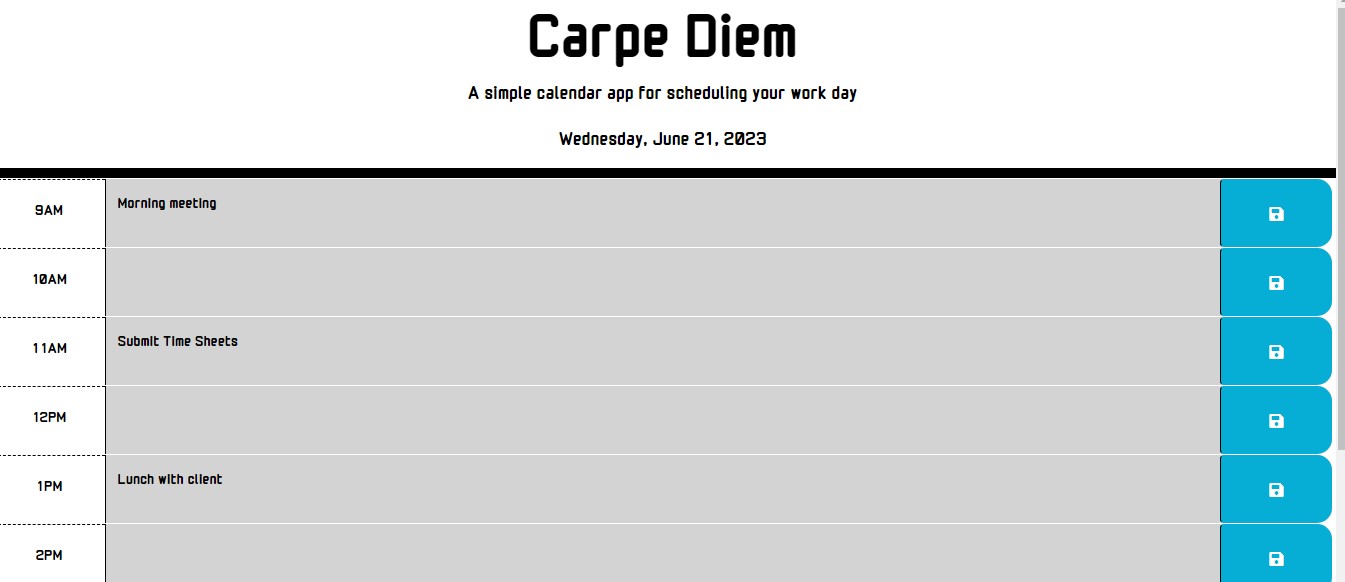 Carpe Diem
A simple calendar app for scheduling your work day
Wednesday, June 21, 2023
9AM
Morning meeting
10AM
11AM
Submit Time Sheets
12PM
1PM
Lunch with client
2PM